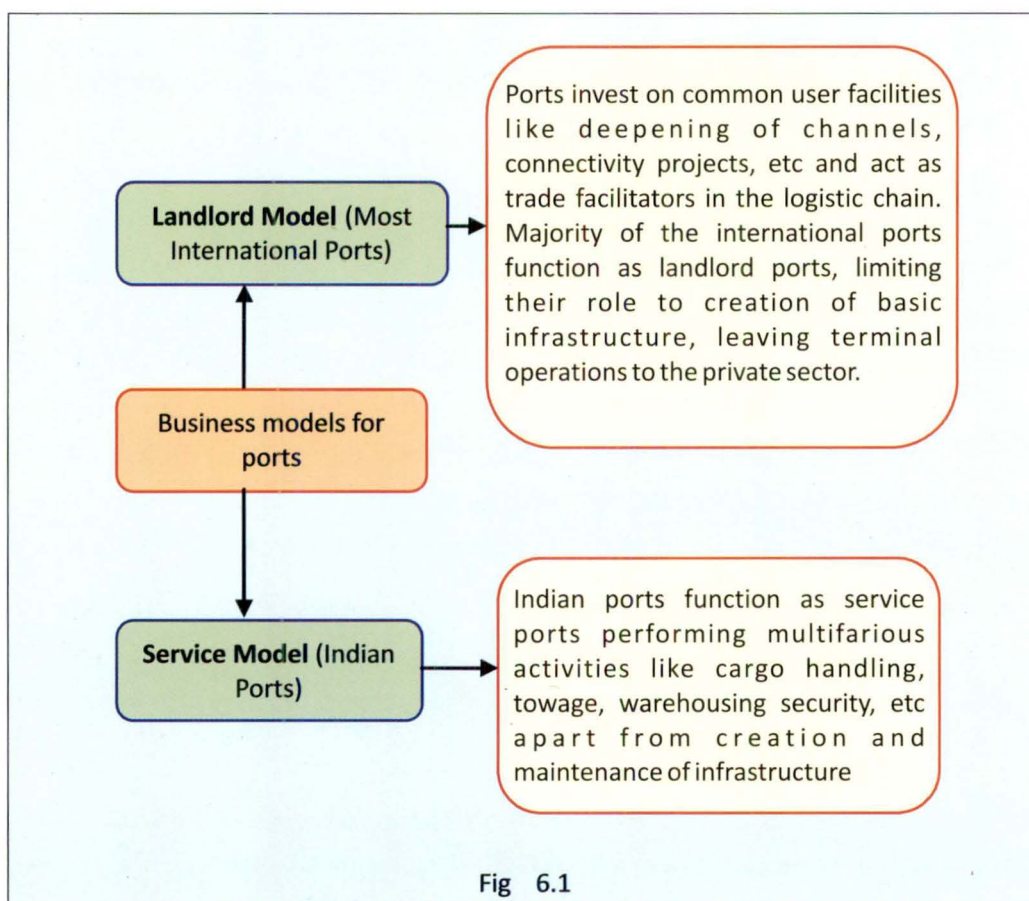 Ports invest on common user facilities
like deepening of channels,
connectivity projects, etc and act as
trade facilitators in the logistic chain.
Majority of the international ports
function as landlord ports, limiting
their role to creation of basic
infrastructure, leaving terminal
operations to the private sector.
Landlord Model (Most
International Ports)
Business models for
ports
Service Model (Indian
Ports)
Indian ports function as service
ports performing multifarious
activities like cargo handling,
towage, warehousing security, etc
apart from creation and
maintenance of infrastructure
Fig 6.1